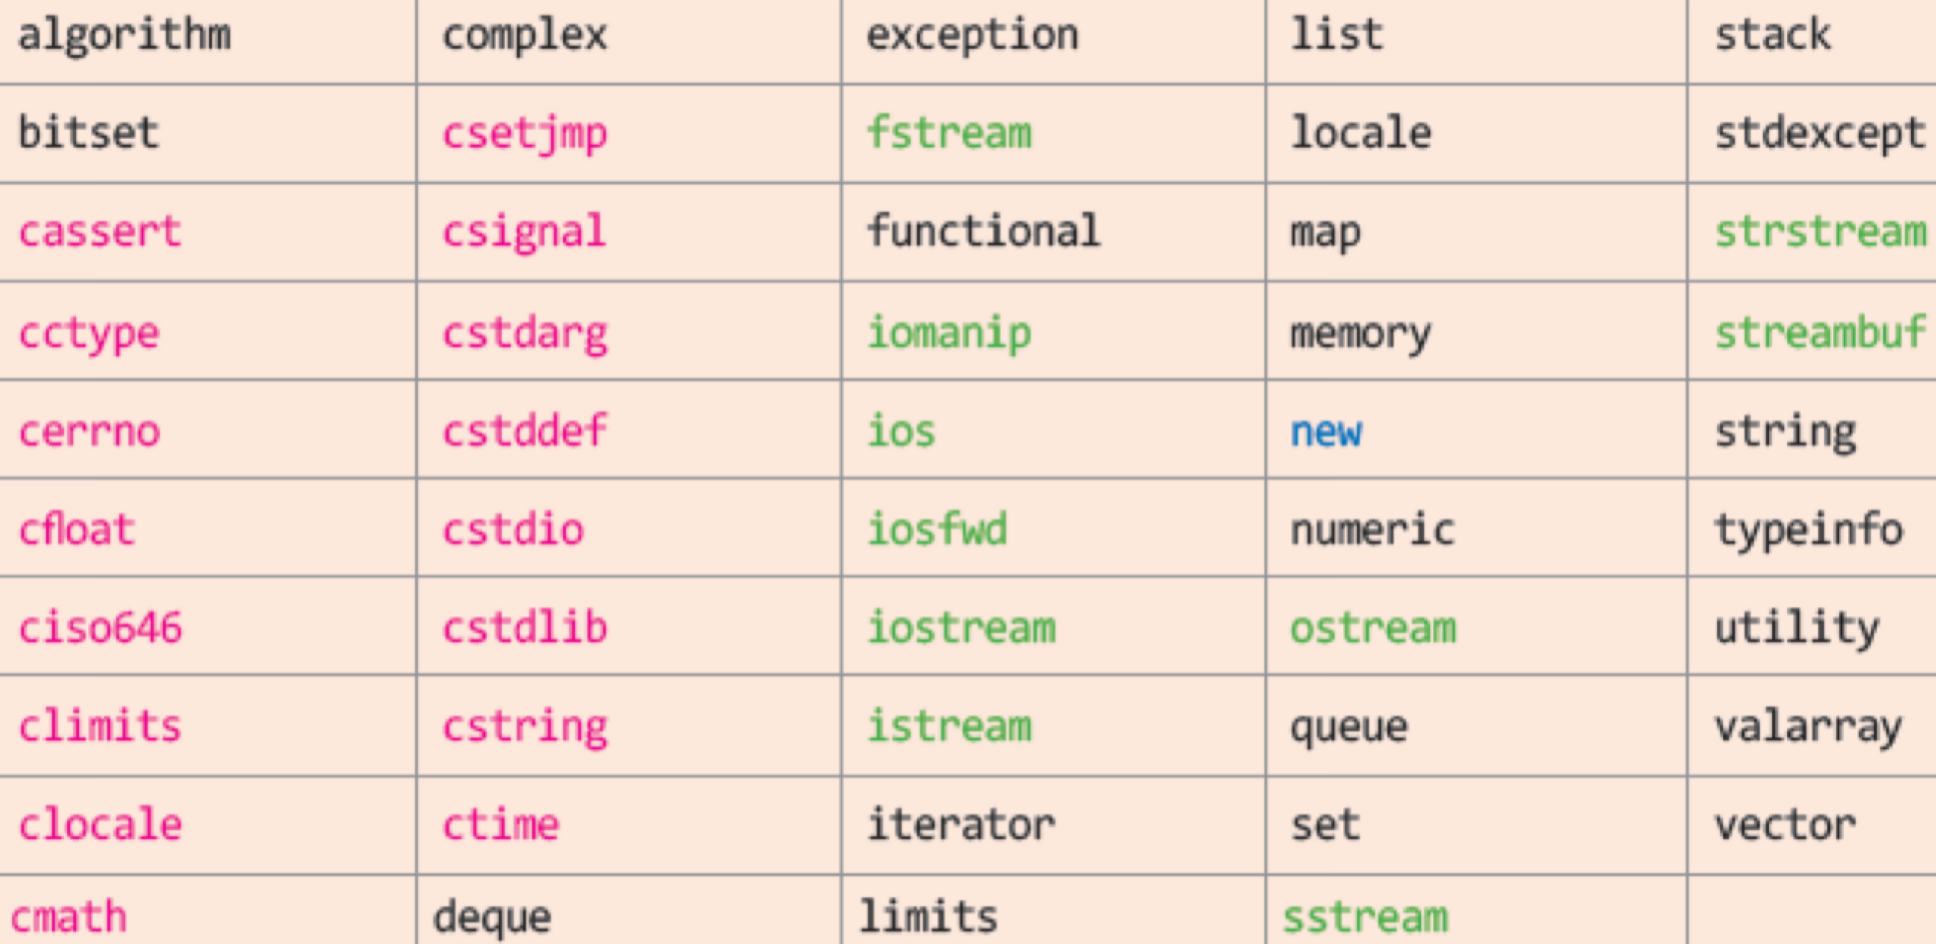 algorithm complex exception list stack
bitset csetjmp fstream locale stdexcept
cassert csignal functional map strstream
cctype cstdarg iomanip memory streambuf
cerrno cstddef ios new string
cfloat cstdio iosfwd numeric typeinfo
ciso646 cstdlib iostream ostream utility
climits cstring istream queue valarray
clocale ctime iterator set vector
cmath deque limits sstream